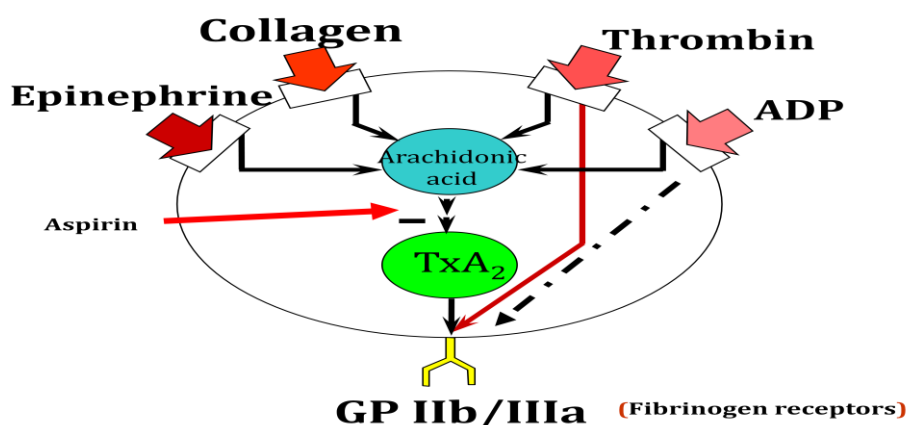 Collagen
Thrombin
Epinephrine
ADP
Arachidonic
acid
Aspirin
TxA₂
GP IIb/IIIa
(Fibrinogen receptors)